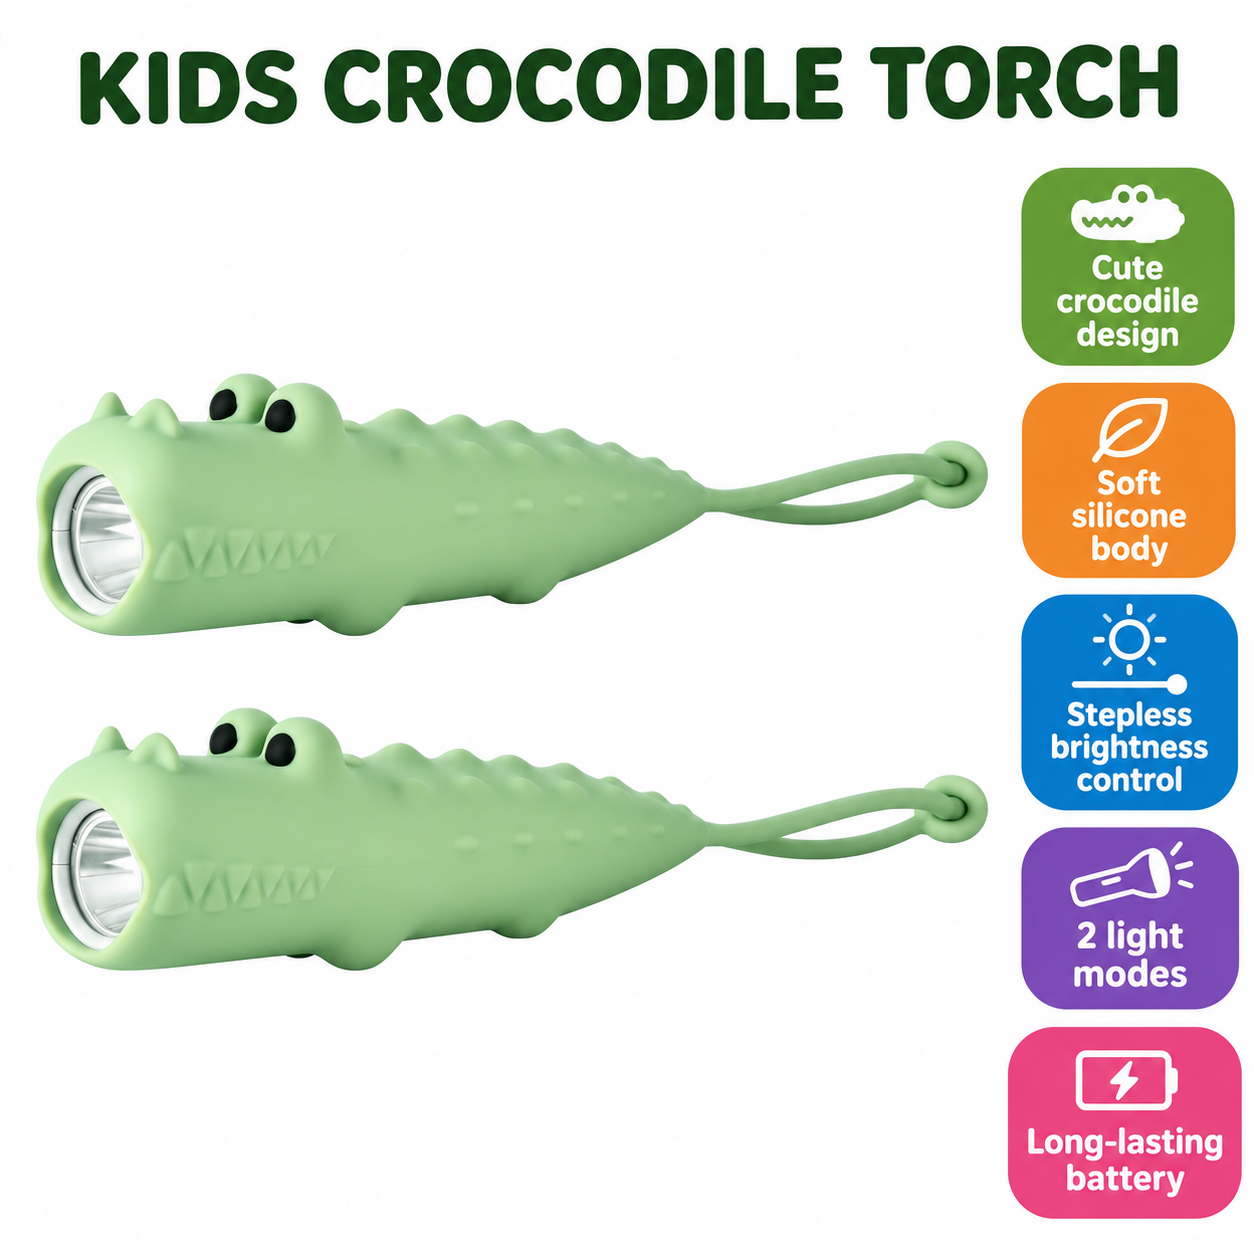 KIDS CROCODILE TORCH
Cute
crocodile
design
Soft
silicone
body
Stepless
brightness
control
2 light
modes
Long-lasting
battery